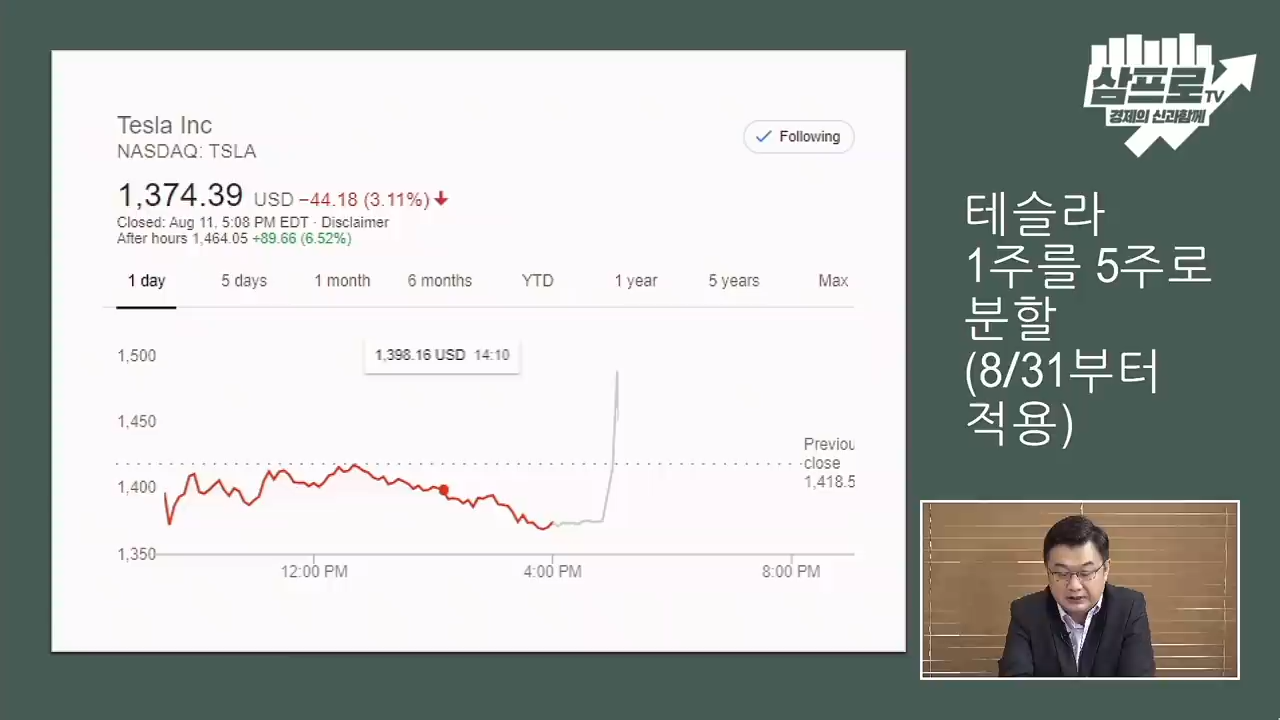 Tesla Inc
NASDAQ: TSLA
Following
1,374.39 USD −44.18 (3.11%)
Closed: Aug 11, 5:08 PM EDT · Disclaimer
After hours 1,464.05 +89.66 (6.52%)
1 day 5 days 1 month 6 months YTD 1 year 5 years Max
1,500
1,398.16 USD 14:10
1,450
1,400
1,350
Previou
close
1,418.5
12:00 PM 4:00 PM 8:00 PM
삼프로TV
경제의 신과함께
테슬라
1주를 5주로
분할
(8/31부터
적용)